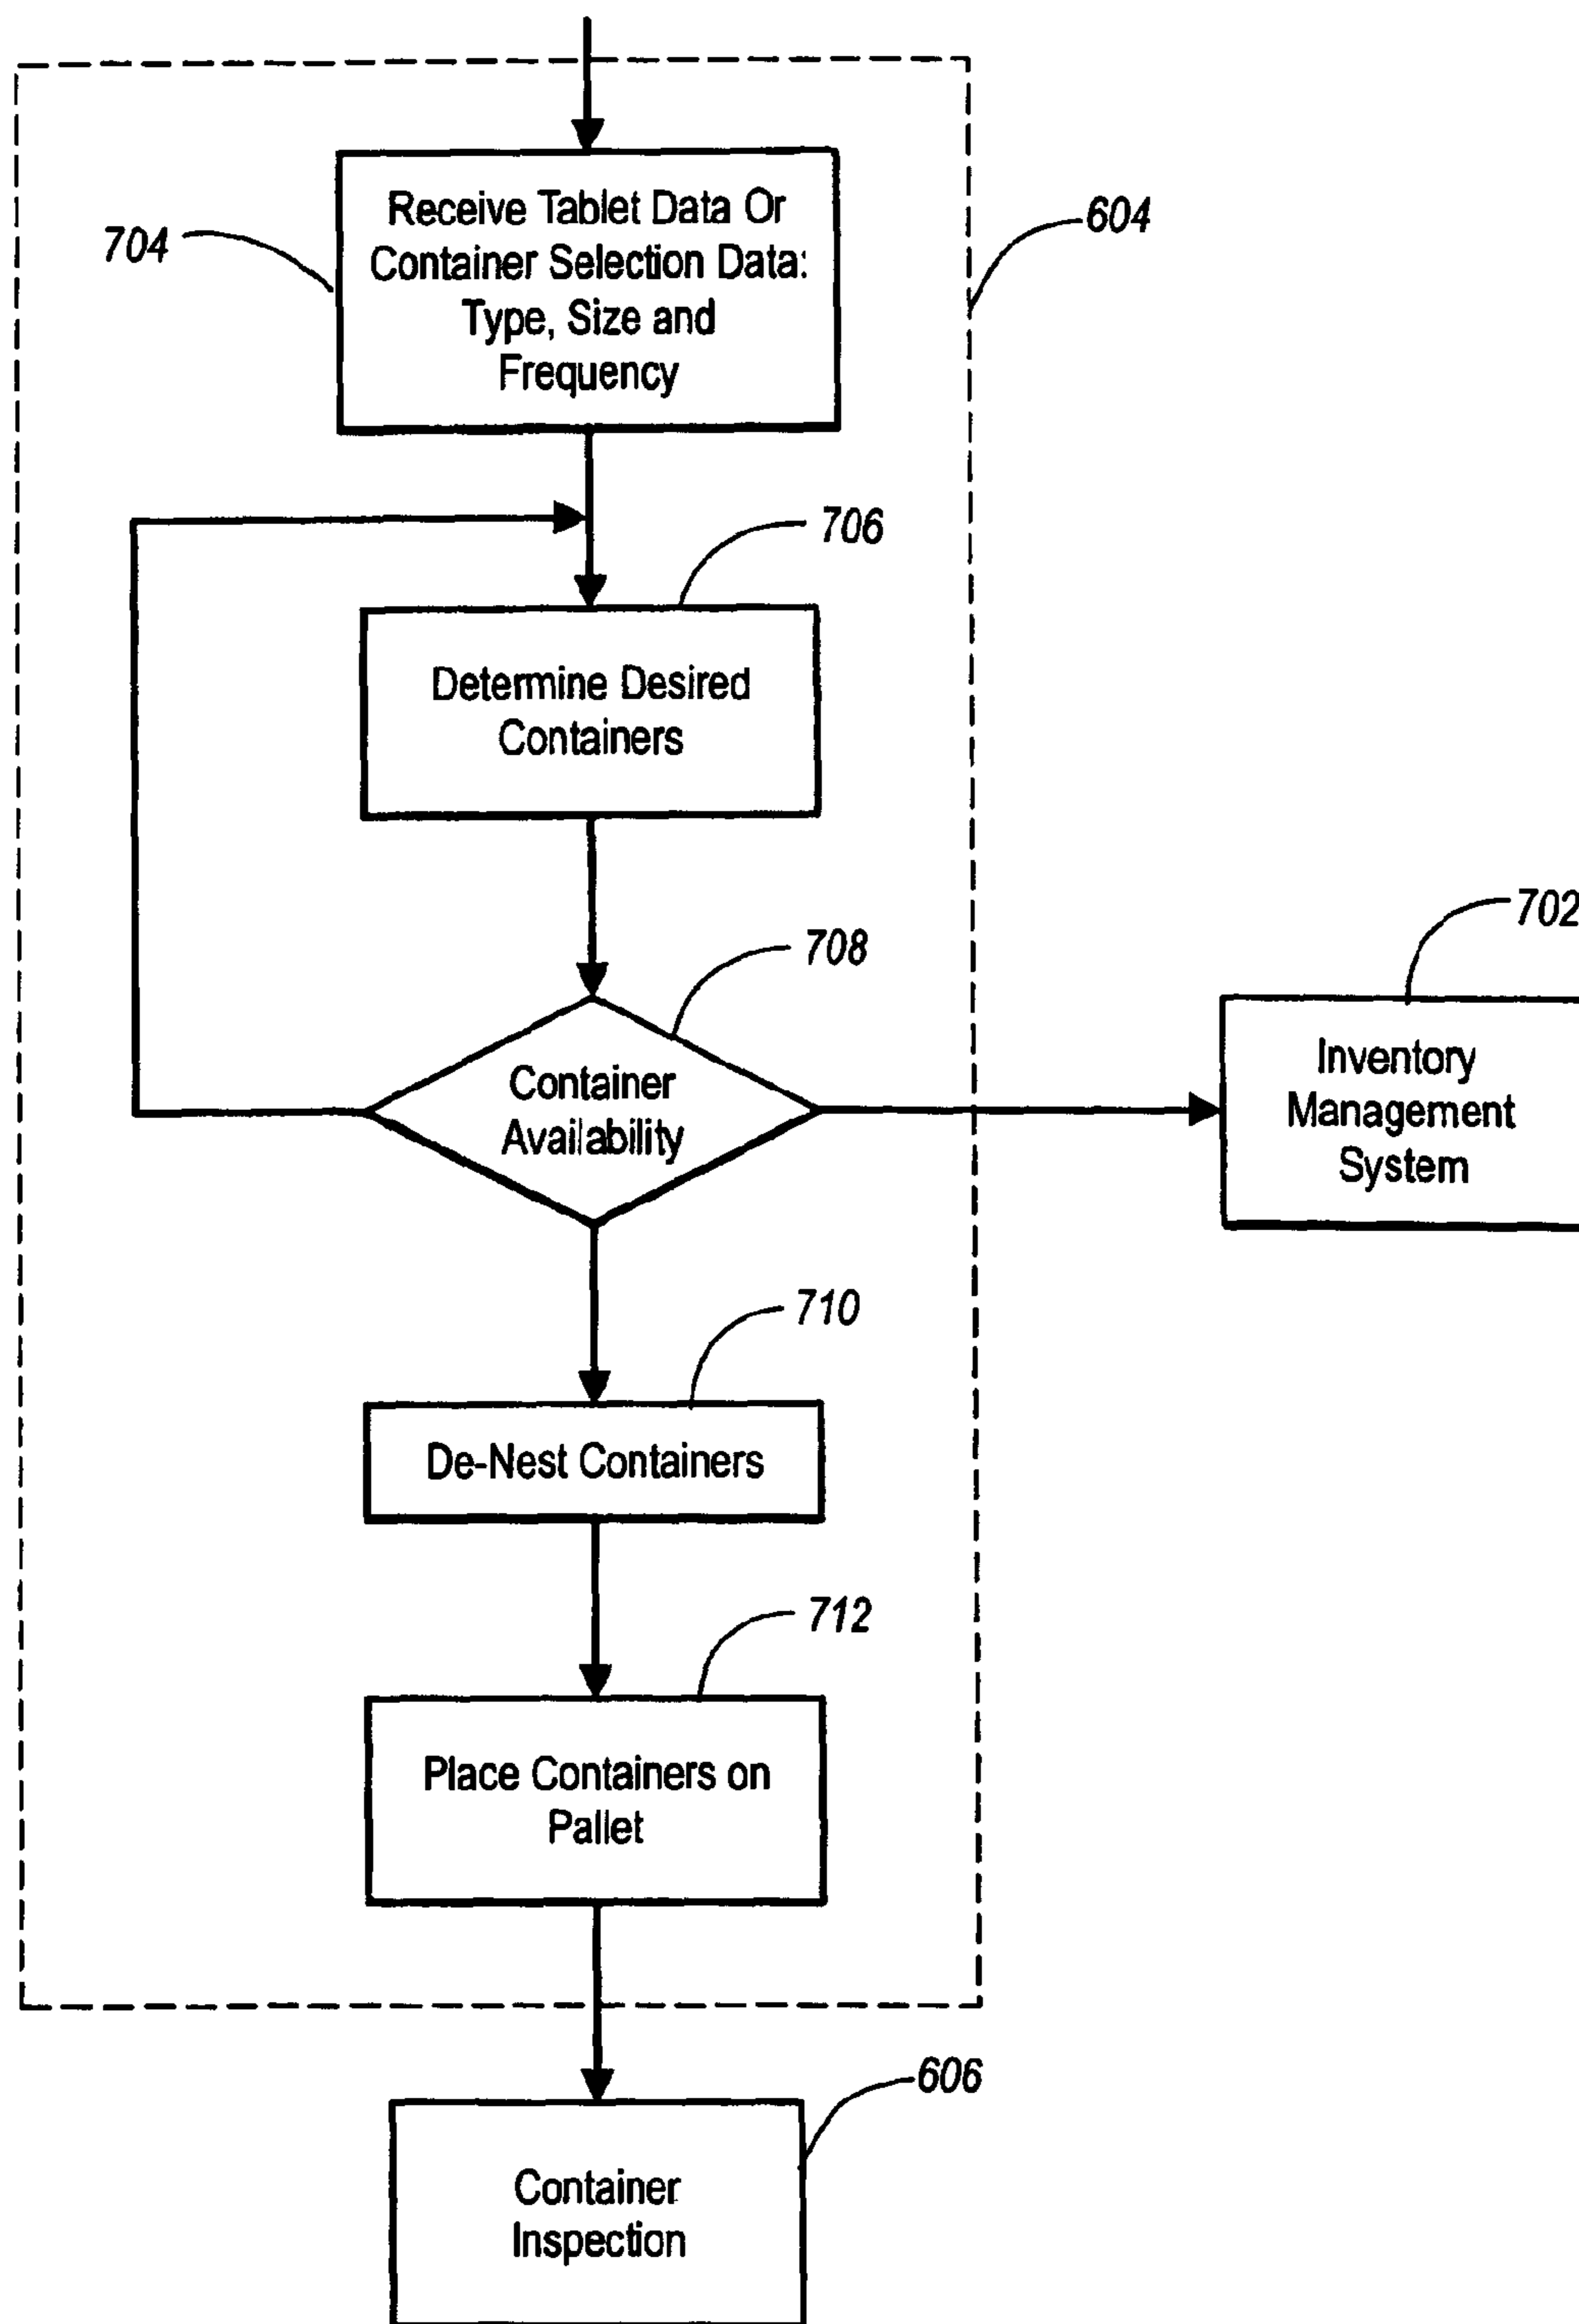 Receive Tablet Data Or
Container Selection Data:
Type, Size and
Frequency
704
604
706
Determine Desired
Containers
708
Container
Availability
702
Inventory
Management
System
710
De-Nest Containers
712
Place Containers on
Pallet
606
Container
Inspection